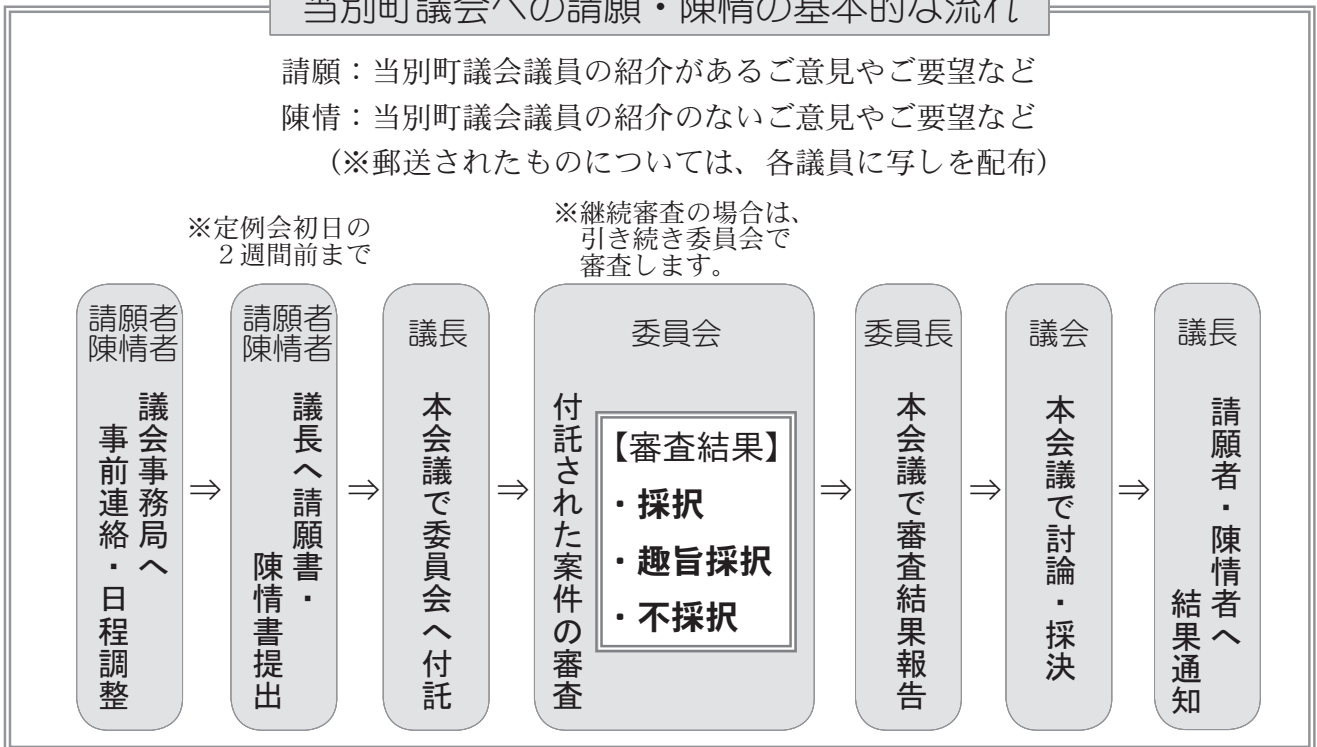 当別町議会への請願・陳情の基本的な流れ
請願：当別町議会議員の紹介があるご意見やご要望など
陳情：当別町議会議員の紹介のないご意見やご要望など
(※郵送されたものについては、各議員に写しを配布)
※定例会初日の
２週間前まで
※継続審査の場合は、
引き続き委員会で
審査します。
請願者
陳情者
議会事務局へ
事前連絡・日程調整
⇒
請願者
陳情者
議長へ請願書・
陳情書提出
⇒
議長
本会議で委員会へ付託
⇒
委員会
付託された案件の審査
【審査結果】
・採択
・趣旨採択
・不採択
⇒
委員長
本会議で審査結果報告
⇒
議会
本会議で討論・採決
⇒
議長
請願者・陳情者へ
結果通知